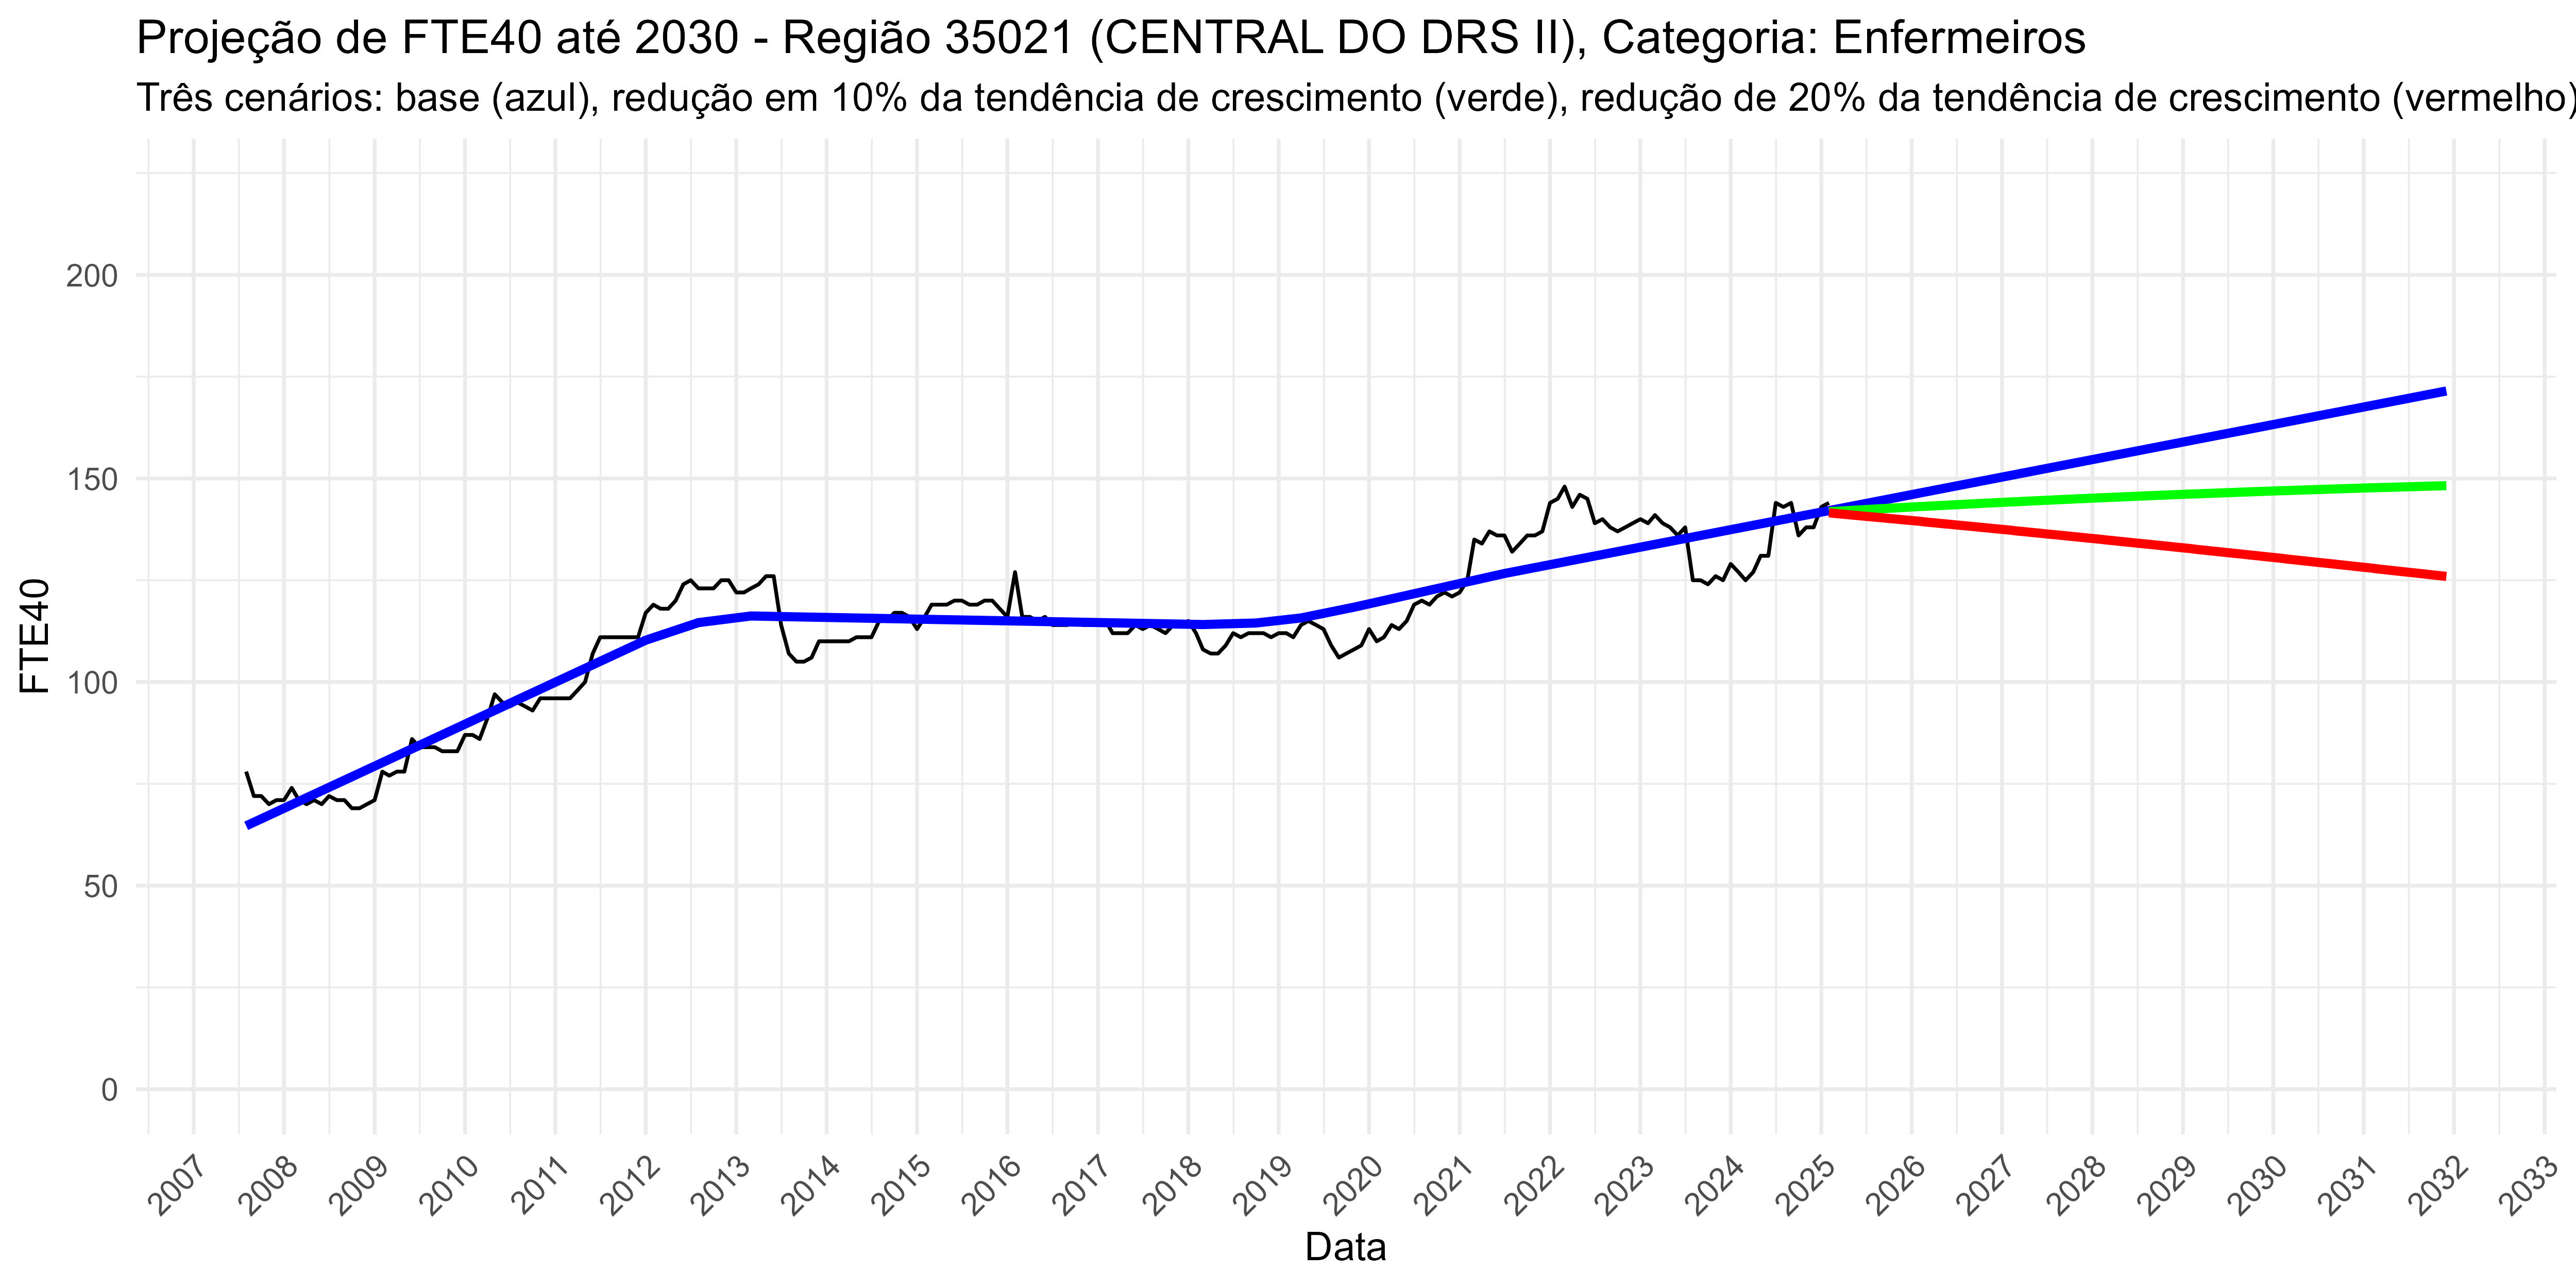 Projeção de FTE40 até 2030 - Região 35021 (CENTRAL DO DRS II), Categoria: Enfermeiros
Três cenários: base (azul), redução em 10% da tendência de crescimento (verde), redução de 20% da tendência de crescimento (vermelho)
FTE40
200
150
100
50
0
2007 2008 2009 2010 2011 2012 2013 2014 2015 2016 2017 2018 2019 2020 2021 2022 2023 2024 2025 2026 2027 2028 2029 2030 2031 2032 2033
Data